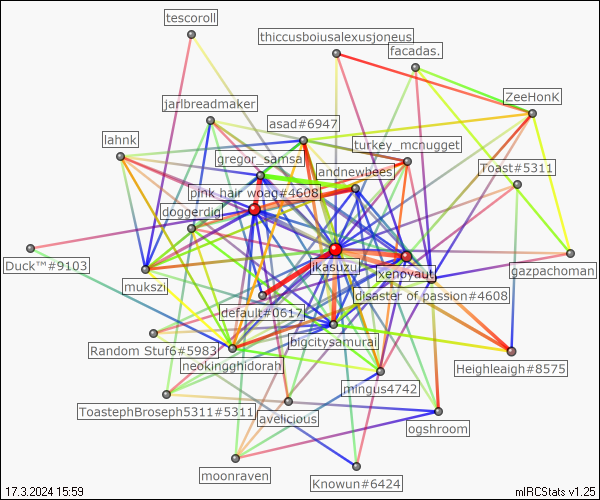 tescoroll
thiccusboiusalexusjoneus
facadas.
ZeeHonK
jarlbreadmaker
asad#6947
lahnk
turkey_mcnugget
gregor_samsa
andnewbees
Toast#5311
pink hair woag#4608
doggerdig
Duck™#9103
mukszi
ikasuzu
xenoyaut
gazpachoman
disaster of passion#4608
default#0617
bigcitysamurai
Random Stuf6#5983
neokingghidorah
Heighleigh#8575
mingus4742
ToastephBroseph5311#5311
avelicious
ogshroom
moonraven
Knowun#6424
17.3.2024 15:59
mIRCStats v1.25